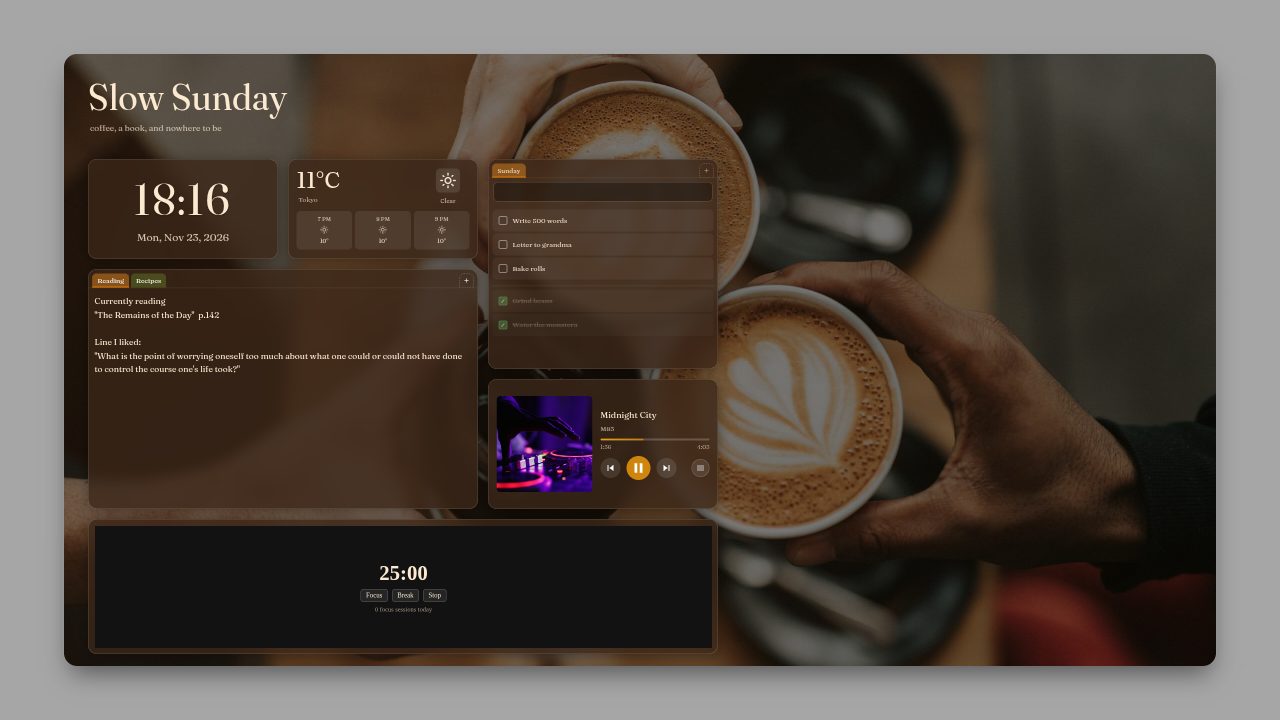 Slow Sunday
coffee, a book, and nowhere to be
18:16
Mon, Nov 23, 2026
11°C
Tokyo
Clear
7 PM
8 PM
9 PM
10°
10°
10°
Sunday
+
Write 500 words
Letter to grandma
Bake rolls
Grind beans
Water the monstera
Reading
Recipes
+
Currently reading
"The Remains of the Day" p.142
Line I liked:
"What is the point of worrying oneself too much about what one could or could not have done
to control the course one's life took?"
Midnight City
M83
1:36
4:03
25:00
Focus
Break
Stop
0 focus sessions today